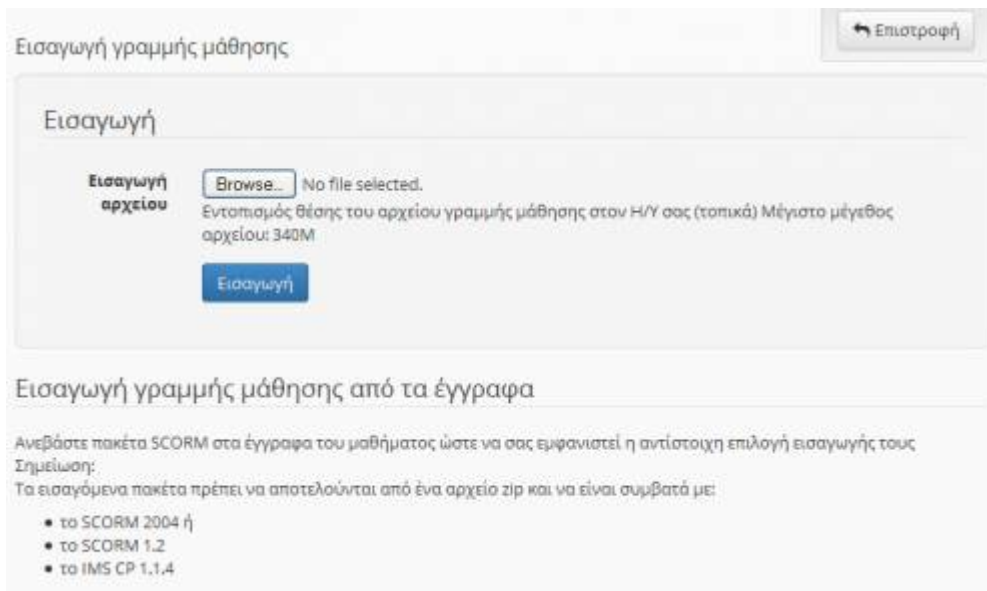 Επιστροφή
Εισαγωγή γραμμής μάθησης
Εισαγωγή
Εισαγωγή Browse... No file selected.
αρχείου Εντοπισμός θέσης του αρχείου γραμμής μάθησης στον Η/Υ σας (τοπικά) Μέγιστο μέγεθος
αρχείου: 340M
Εισαγωγή
Εισαγωγή γραμμής μάθησης από τα έγγραφα
Ανεβάστε πακέτα SCORM στα έγγραφα του μαθήματος ώστε να σας εμφανιστεί η αντίστοιχη επιλογή εισαγωγής τους
Σημείωση:
Τα εισαγόμενα πακέτα πρέπει να αποτελούνται από ένα αρχείο zip και να είναι συμβατά με:
• το SCORM 2004 ή
• το SCORM 1.2
• το IMS CP 1.1.4